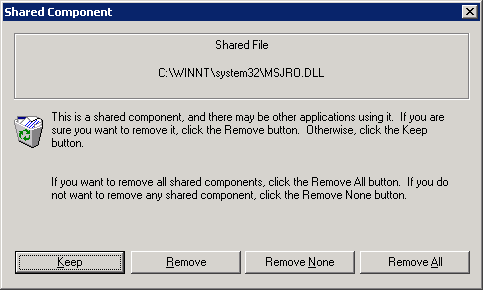 Shared Component
Shared File
C:\WINNT\system32\MSJRO.DLL
This is a shared component, and there may be other applications using it.  If you are
sure you want to remove it, click the Remove button.  Otherwise, click the Keep
button.
If you want to remove all shared components, click the Remove All button.  If you do
not want to remove any shared component, click the Remove None button.
Keep
Remove
Remove None
Remove All